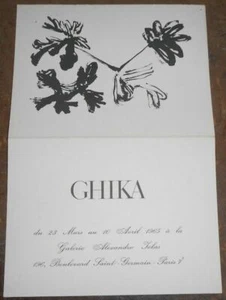 GHIKA
du 23 Mars au 10 Avril 1965 à la
Galerie Alexandre Iolas
196, Boulevard Saint-Germain-Paris 7